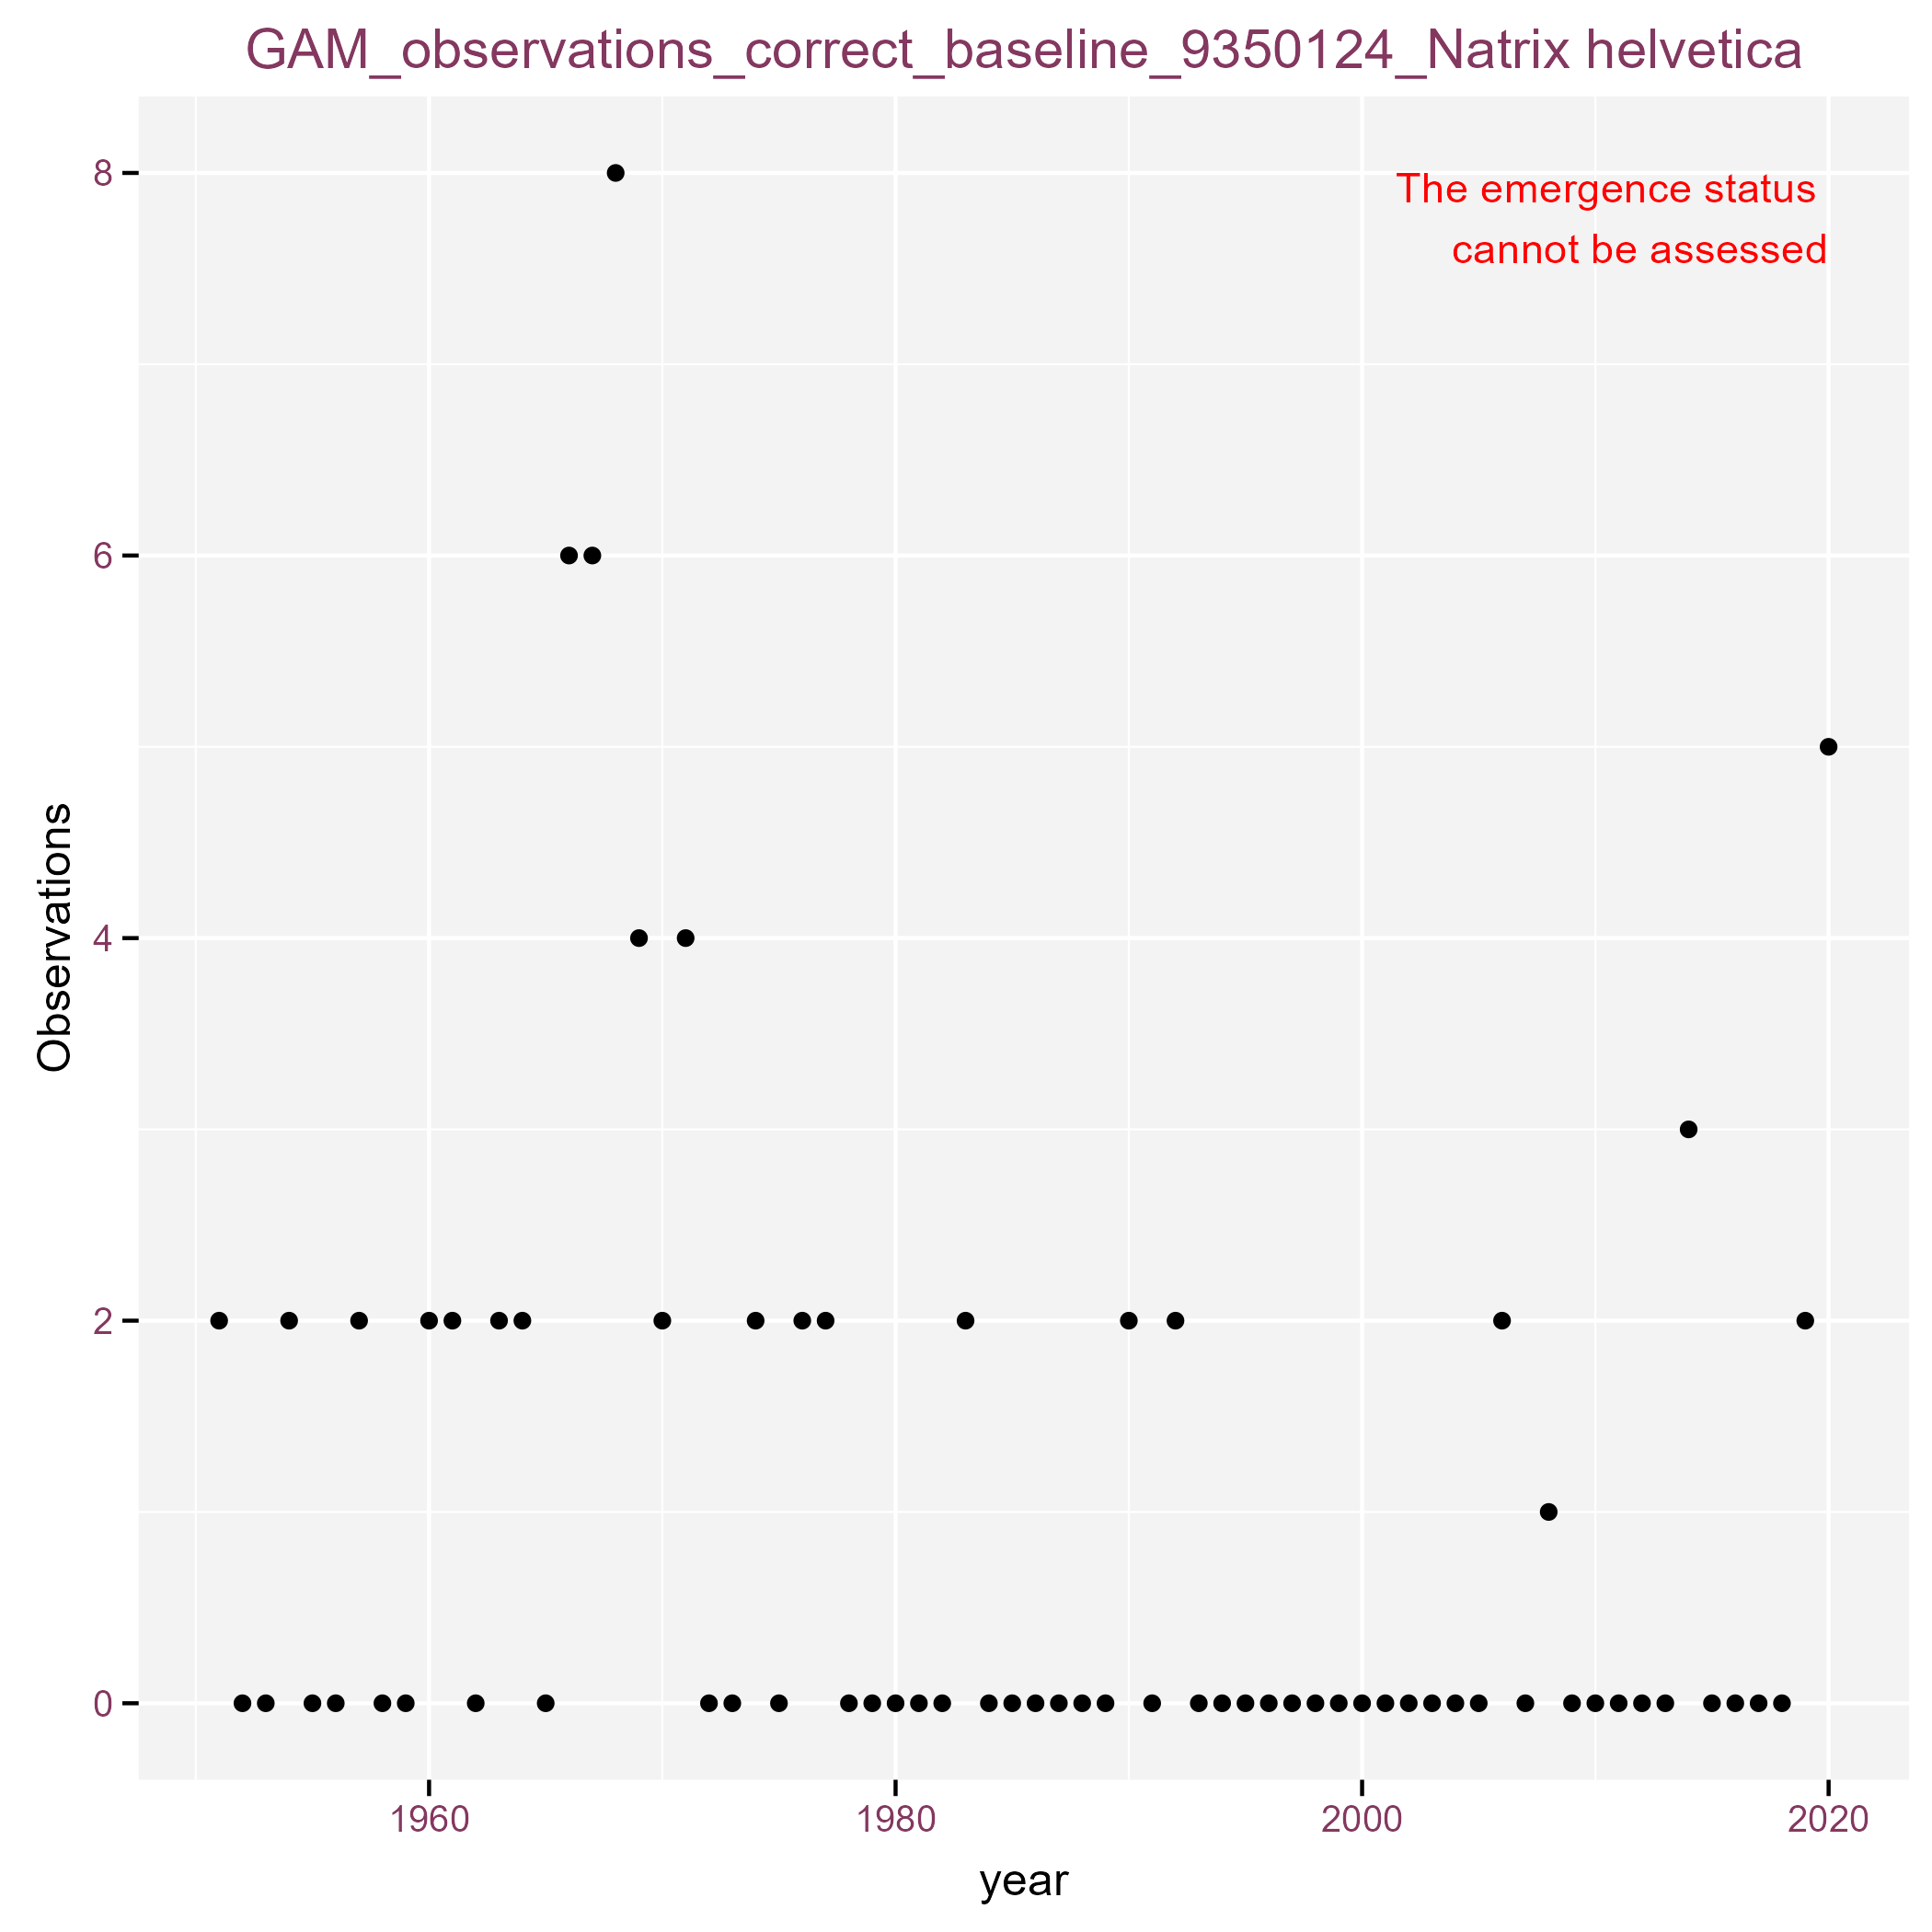 GAM_observations_correct_baseline_9350124_Natrix helvetica
The emergence status
cannot be assessed
8
6
4
2
0
Observations
1960 1980 2000 2020
year